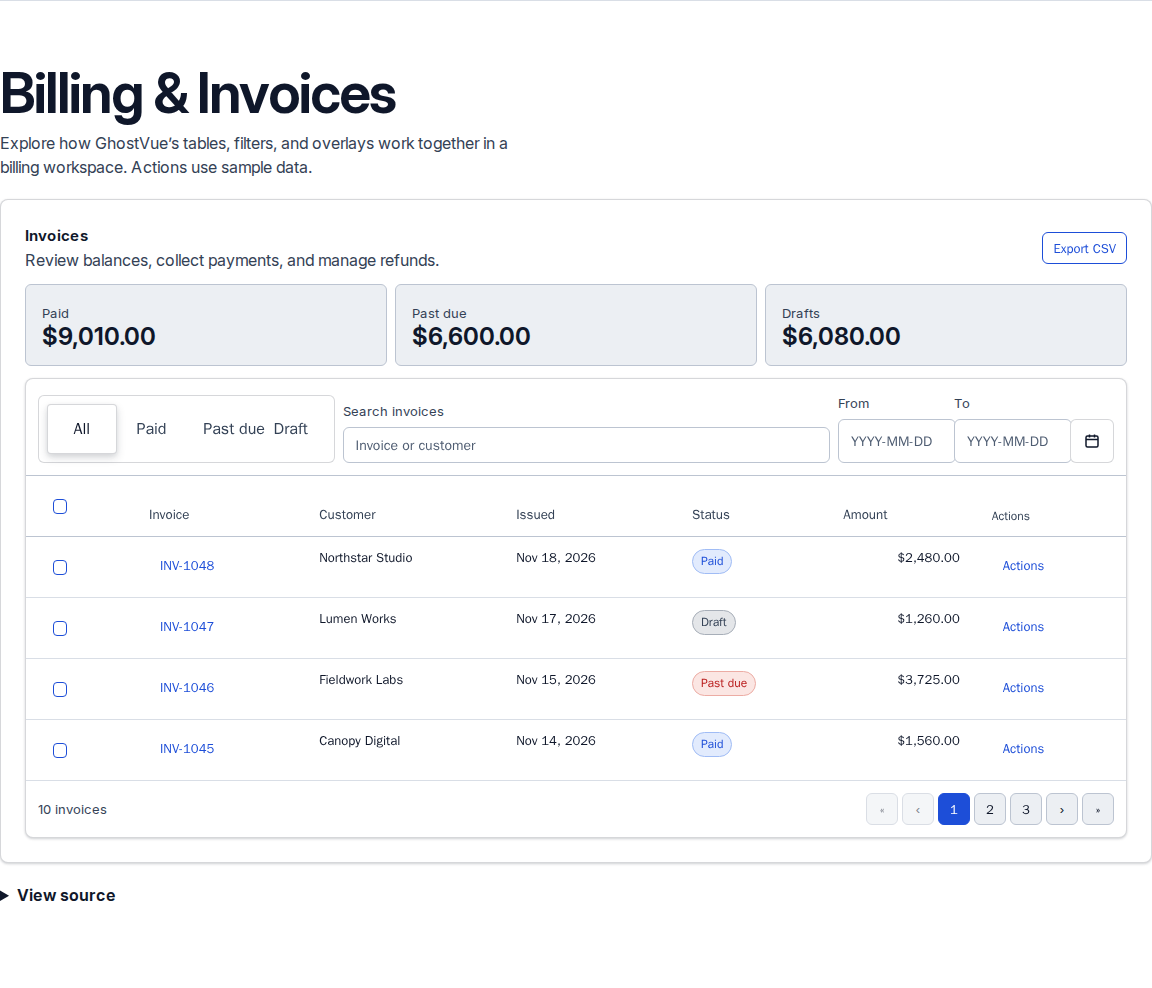 Billing & Invoices
Explore how GhostVue’s tables, filters, and overlays work together in a
billing workspace. Actions use sample data.
Invoices
Review balances, collect payments, and manage refunds.
Export CSV
Paid
$9,010.00
Past due
$6,600.00
Drafts
$6,080.00
All Paid Past due Draft
Search invoices
Invoice or customer
From To
YYYY-MM-DD YYYY-MM-DD
Invoice Customer Issued Status Amount Actions
INV-1048 Northstar Studio Nov 18, 2026 Paid $2,480.00 Actions
INV-1047 Lumen Works Nov 17, 2026 Draft $1,260.00 Actions
INV-1046 Fieldwork Labs Nov 15, 2026 Past due $3,725.00 Actions
INV-1045 Canopy Digital Nov 14, 2026 Paid $1,560.00 Actions
10 invoices
« ‹ 1 2 3 › »
View source